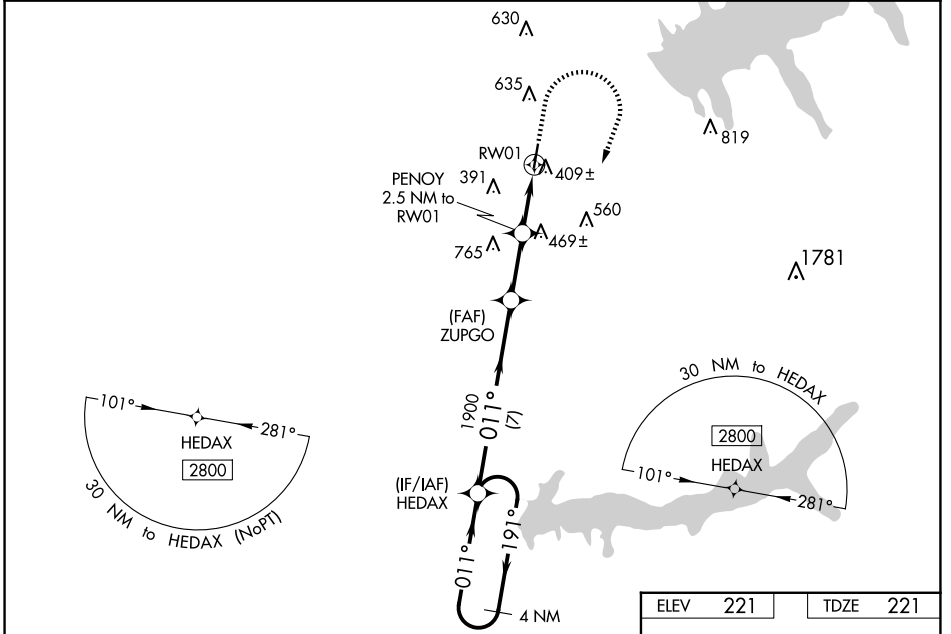 630
635
819
RW01
409±
PENOY
2.5 NM to
RW01
391
560
469±
765
1781
(FAF)
ZUPGO
30 NM to HEDAX
1900
011°
(7)
101°
HEDAX
281°
2800
30 NM to HEDAX (NoPT)
2800
HEDAX
101°
281°
(IF/IAF)
HEDAX
011°
191°
4 NM
ELEV 221
TDZE 221